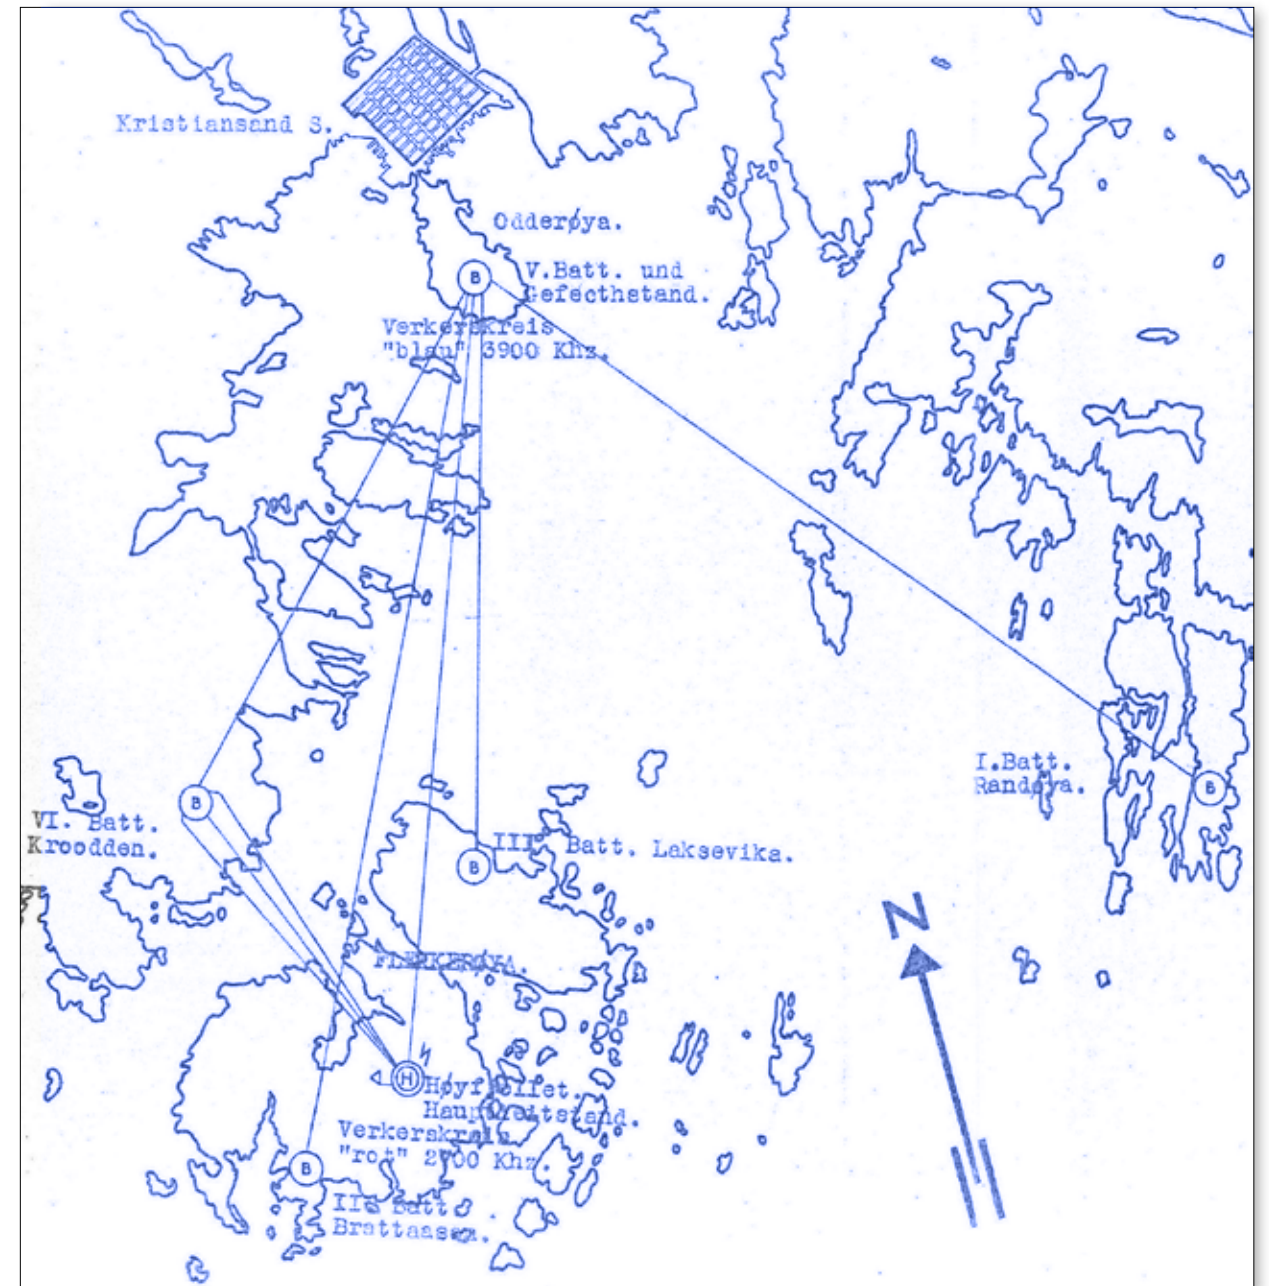 Kristiansand S.
Odderøya.
B
V.Batt. und
Gefecthstand.
Verkerskreis
"blau" 3900 Khz.
I.Batt.
Randøya.
B
B
VI. Batt.
Kroodden.
III. Batt. Laksevika.
B
N
FLEKKERØYA.
H
Høyfjellet.
Hauptleitstand.
Verkerskreis
"rot" 2700 Khz.
B
II. Batt.
Brattaasen.